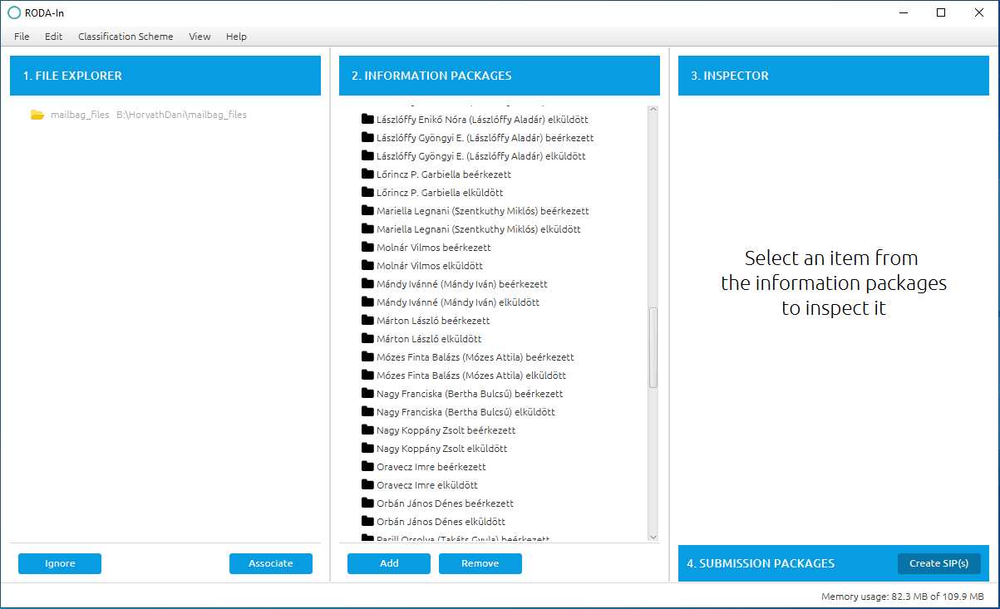 RODA-In
File Edit Classification Scheme View Help
1. FILE EXPLORER
mailbag_files B:\HorvathDani\mailbag_files
Ignore Associate
2. INFORMATION PACKAGES
Lászlóffy Enikő Nóra (Lászlóffy Aladár) elküldött
Lászlóffy Gyöngyi E. (Lászlóffy Aladár) beérkezett
Lászlóffy Gyöngyi E. (Lászlóffy Aladár) elküldött
Lőrincz P. Garbiella beérkezett
Lőrincz P. Garbiella elküldött
Mariella Legnani (Szentkuthy Miklós) beérkezett
Mariella Legnani (Szentkuthy Miklós) elküldött
Molnár Vilmos beérkezett
Molnár Vilmos elküldött
Mándy Ivánné (Mándy Iván) beérkezett
Mándy Ivánné (Mándy Iván) elküldött
Márton László beérkezett
Márton László elküldött
Mózes Finta Balázs (Mózes Attila) beérkezett
Mózes Finta Balázs (Mózes Attila) elküldött
Nagy Franciska (Bertha Bulcsú) beérkezett
Nagy Franciska (Bertha Bulcsú) elküldött
Nagy Koppány Zsolt beérkezett
Nagy Koppány Zsolt elküldött
Oravecz Imre beérkezett
Oravecz Imre elküldött
Orbán János Dénes beérkezett
Orbán János Dénes elküldött
Parill Orsolya (Takáts Gyula) beérkezett
Add Remove
3. INSPECTOR
Select an item from
the information packages
to inspect it
4. SUBMISSION PACKAGES Create SIP(s)
Memory usage: 82.3 MB of 109.9 MB